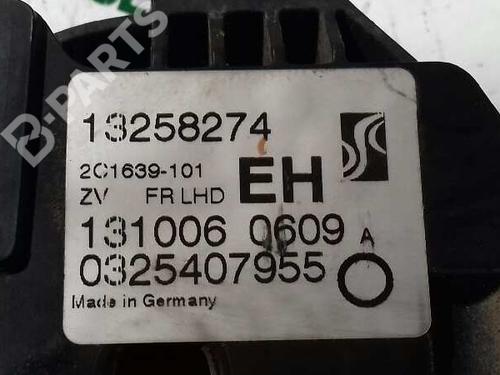 B-PARTS
13258274
2C1639-101
ZV FR LHD EH
131006 0609 A
0325407955
Made in Germany